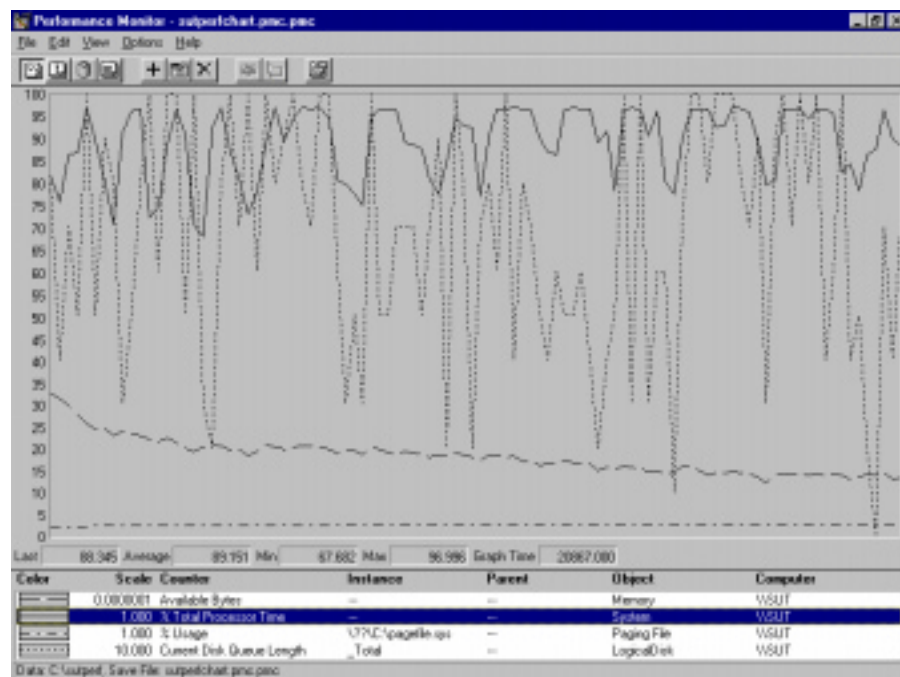 Performance Monitor - sutperfchart.pmc.pmc
File Edit View Options Help
100
95
90
85
80
75
70
65
60
55
50
45
40
35
30
25
20
15
10
5
0
Last 88.345 Average 89.151 Min 67.682 Max 96.996 Graph Time 20867.000
Color Scale Counter Instance Parent Object Computer
0.0000001 Available Bytes --- --- Memory \\SUT
1.000 % Total Processor Time --- --- System \\SUT
1.000 % Usage \??\C:\pagefile.sys --- Paging File \\SUT
10.000 Current Disk Queue Length _Total --- LogicalDisk \\SUT
Data: C:\sutperf, Save File: sutperfchart.pmc.pmc